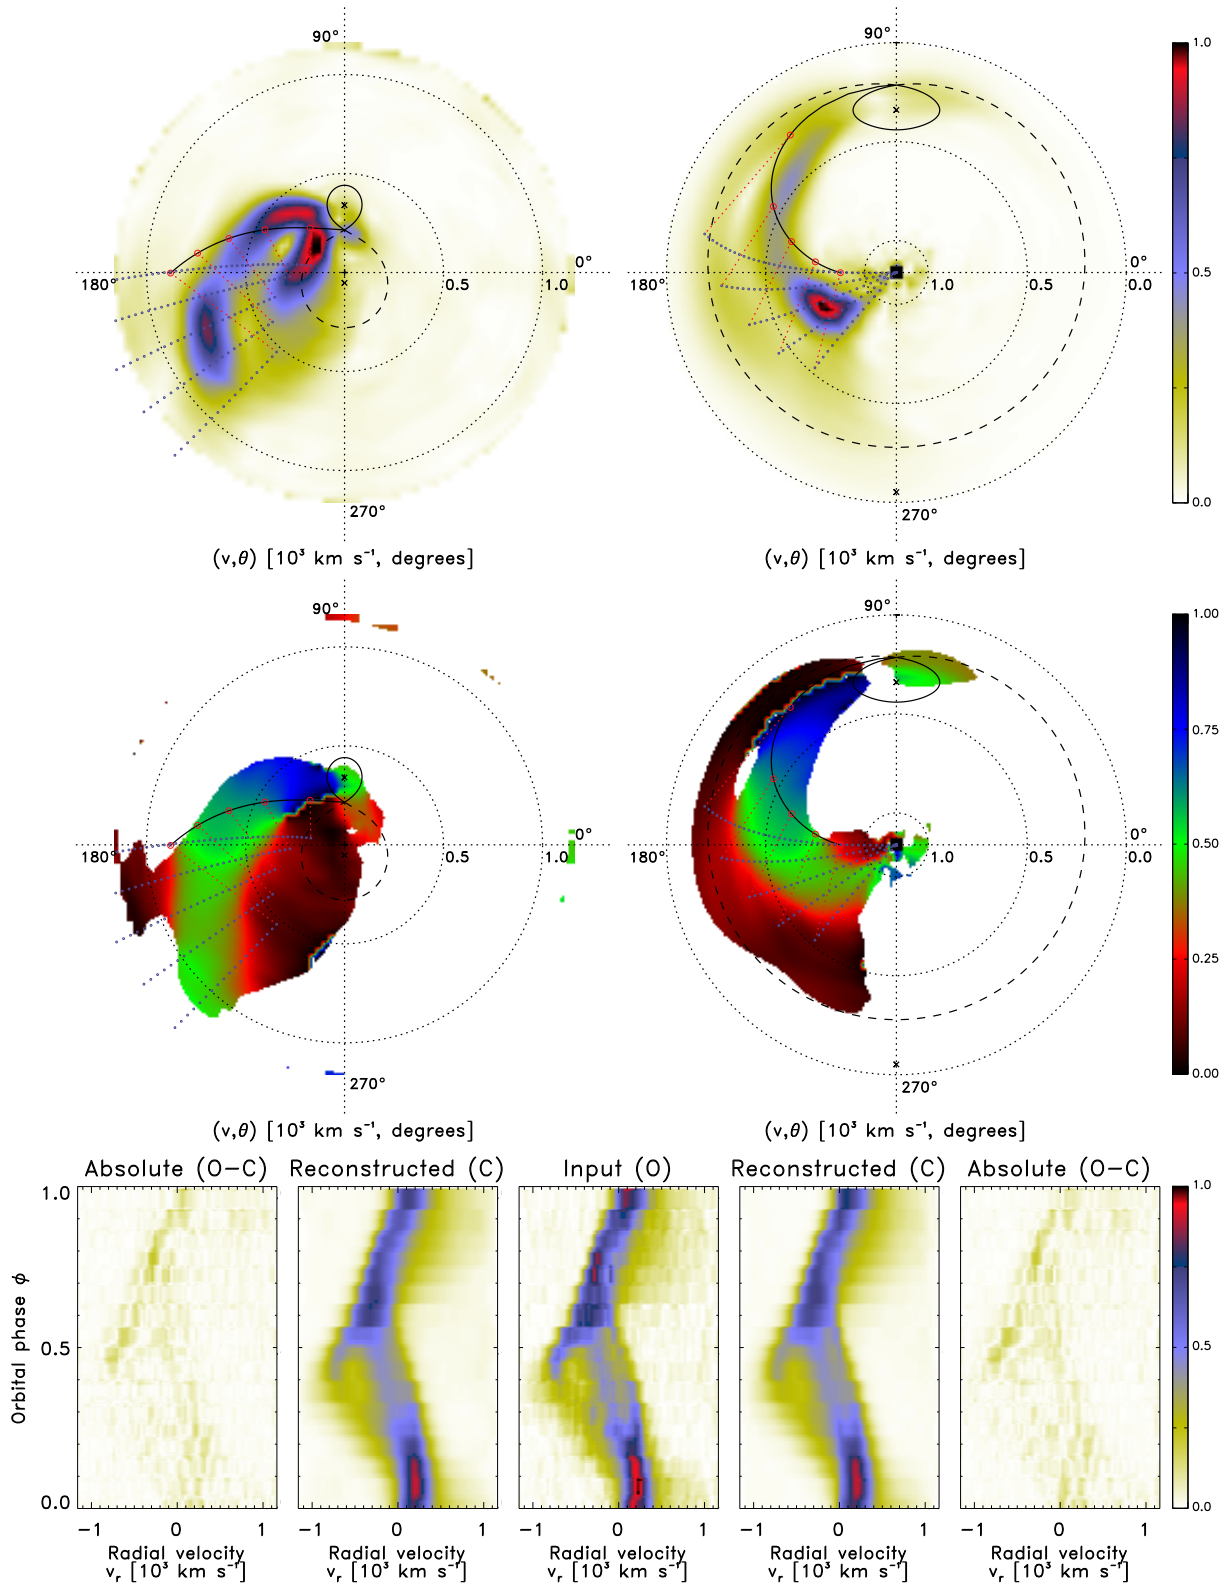 90° 90° 1.0
180° 0° 0.5 1.0 180° 0° 1.0 0.5 0.0 0.5
270° 270° 0.0
(v,θ) [10³ km s⁻¹, degrees] (v,θ) [10³ km s⁻¹, degrees]
90° 90° 1.00
0.75
180° 0° 0.5 1.0 180° 0° 1.0 0.5 0.0 0.50
0.25
270° 270° 0.00
(v,θ) [10³ km s⁻¹, degrees] (v,θ) [10³ km s⁻¹, degrees]
Absolute (O−C) Reconstructed (C) Input (O) Reconstructed (C) Absolute (O−C)
1.0 1.0
Orbital phase ϕ
0.5 0.5
0.0 0.0
−1 0 1 −1 0 1 −1 0 1 −1 0 1 −1 0 1
Radial velocity Radial velocity Radial velocity Radial velocity Radial velocity
vᵣ [10³ km s⁻¹] vᵣ [10³ km s⁻¹] vᵣ [10³ km s⁻¹] vᵣ [10³ km s⁻¹] vᵣ [10³ km s⁻¹]